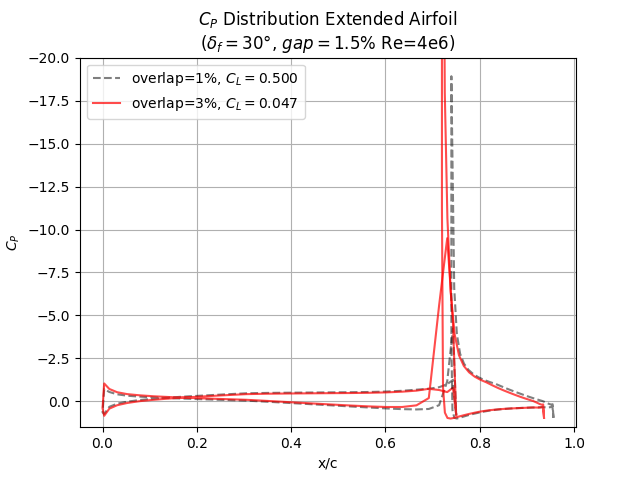 C_P Distribution Extended Airfoil
(δ_f = 30°, gap = 1.5% Re=4e6)
overlap=1%, C_L = 0.500
overlap=3%, C_L = 0.047
−20.0
−17.5
−15.0
−12.5
−10.0
−7.5
−5.0
−2.5
0.0
C_P
0.0 0.2 0.4 0.6 0.8 1.0
x/c